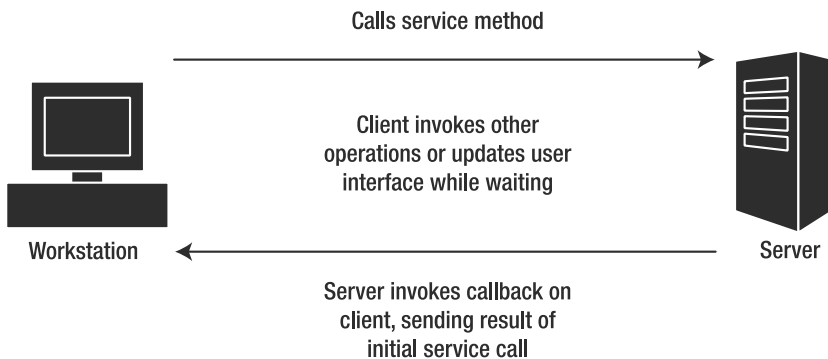 Calls service method
Client invokes other
operations or updates user
interface while waiting
Workstation
Server
Server invokes callback on
client, sending result of
initial service call